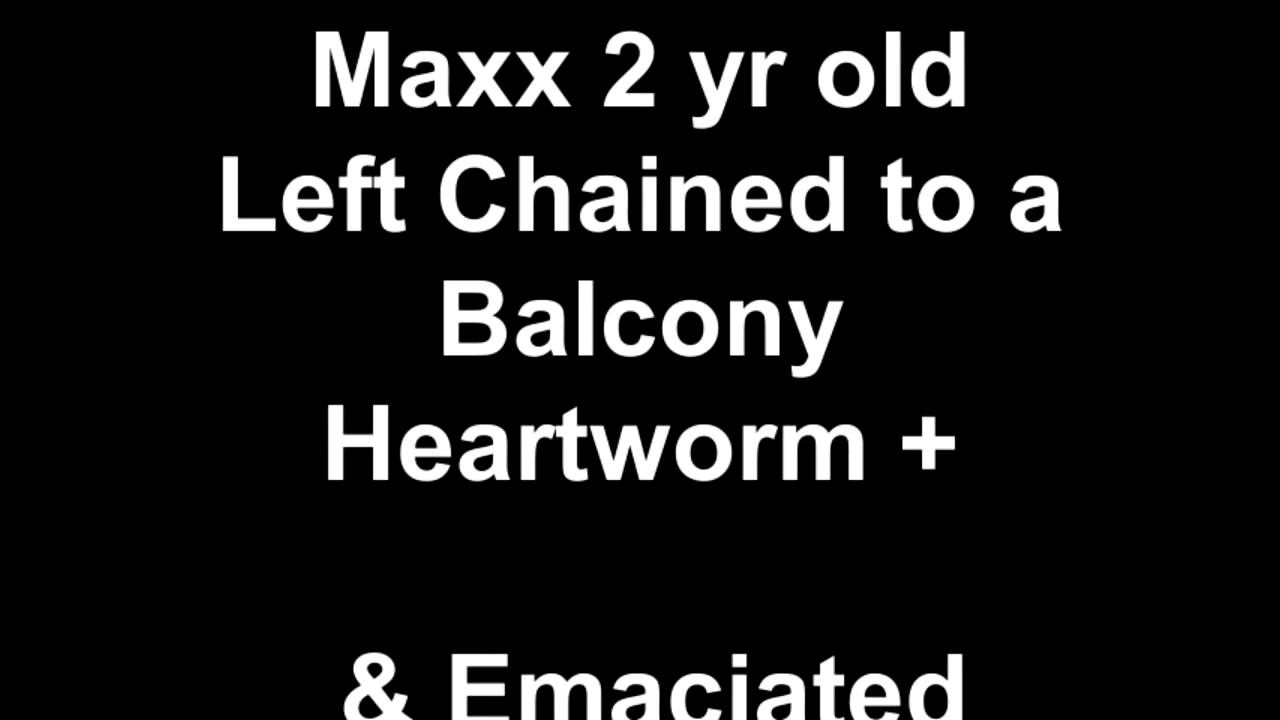 Maxx 2 yr old
Left Chained to a
Balcony
Heartworm +
& Emaciated